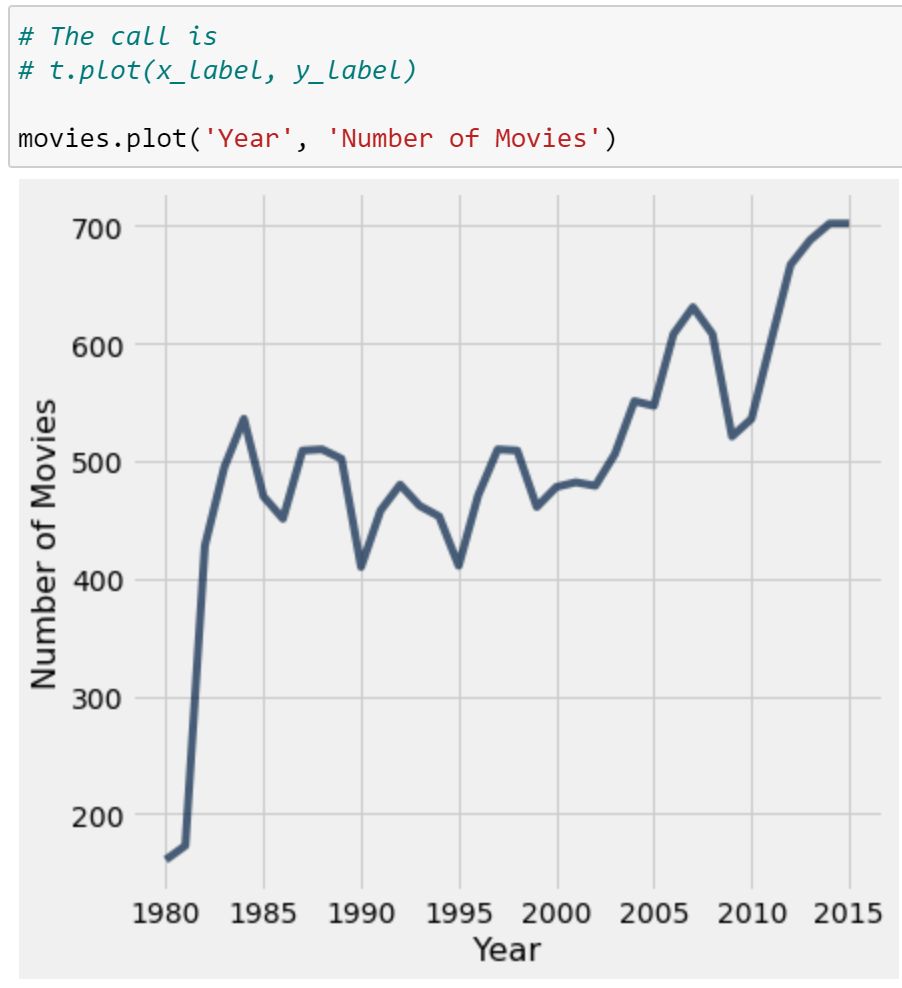 # The call is
# t.plot(x_label, y_label)
movies.plot('Year', 'Number of Movies')
700
600
500
400
300
200
Number of Movies
1980 1985 1990 1995 2000 2005 2010 2015
Year